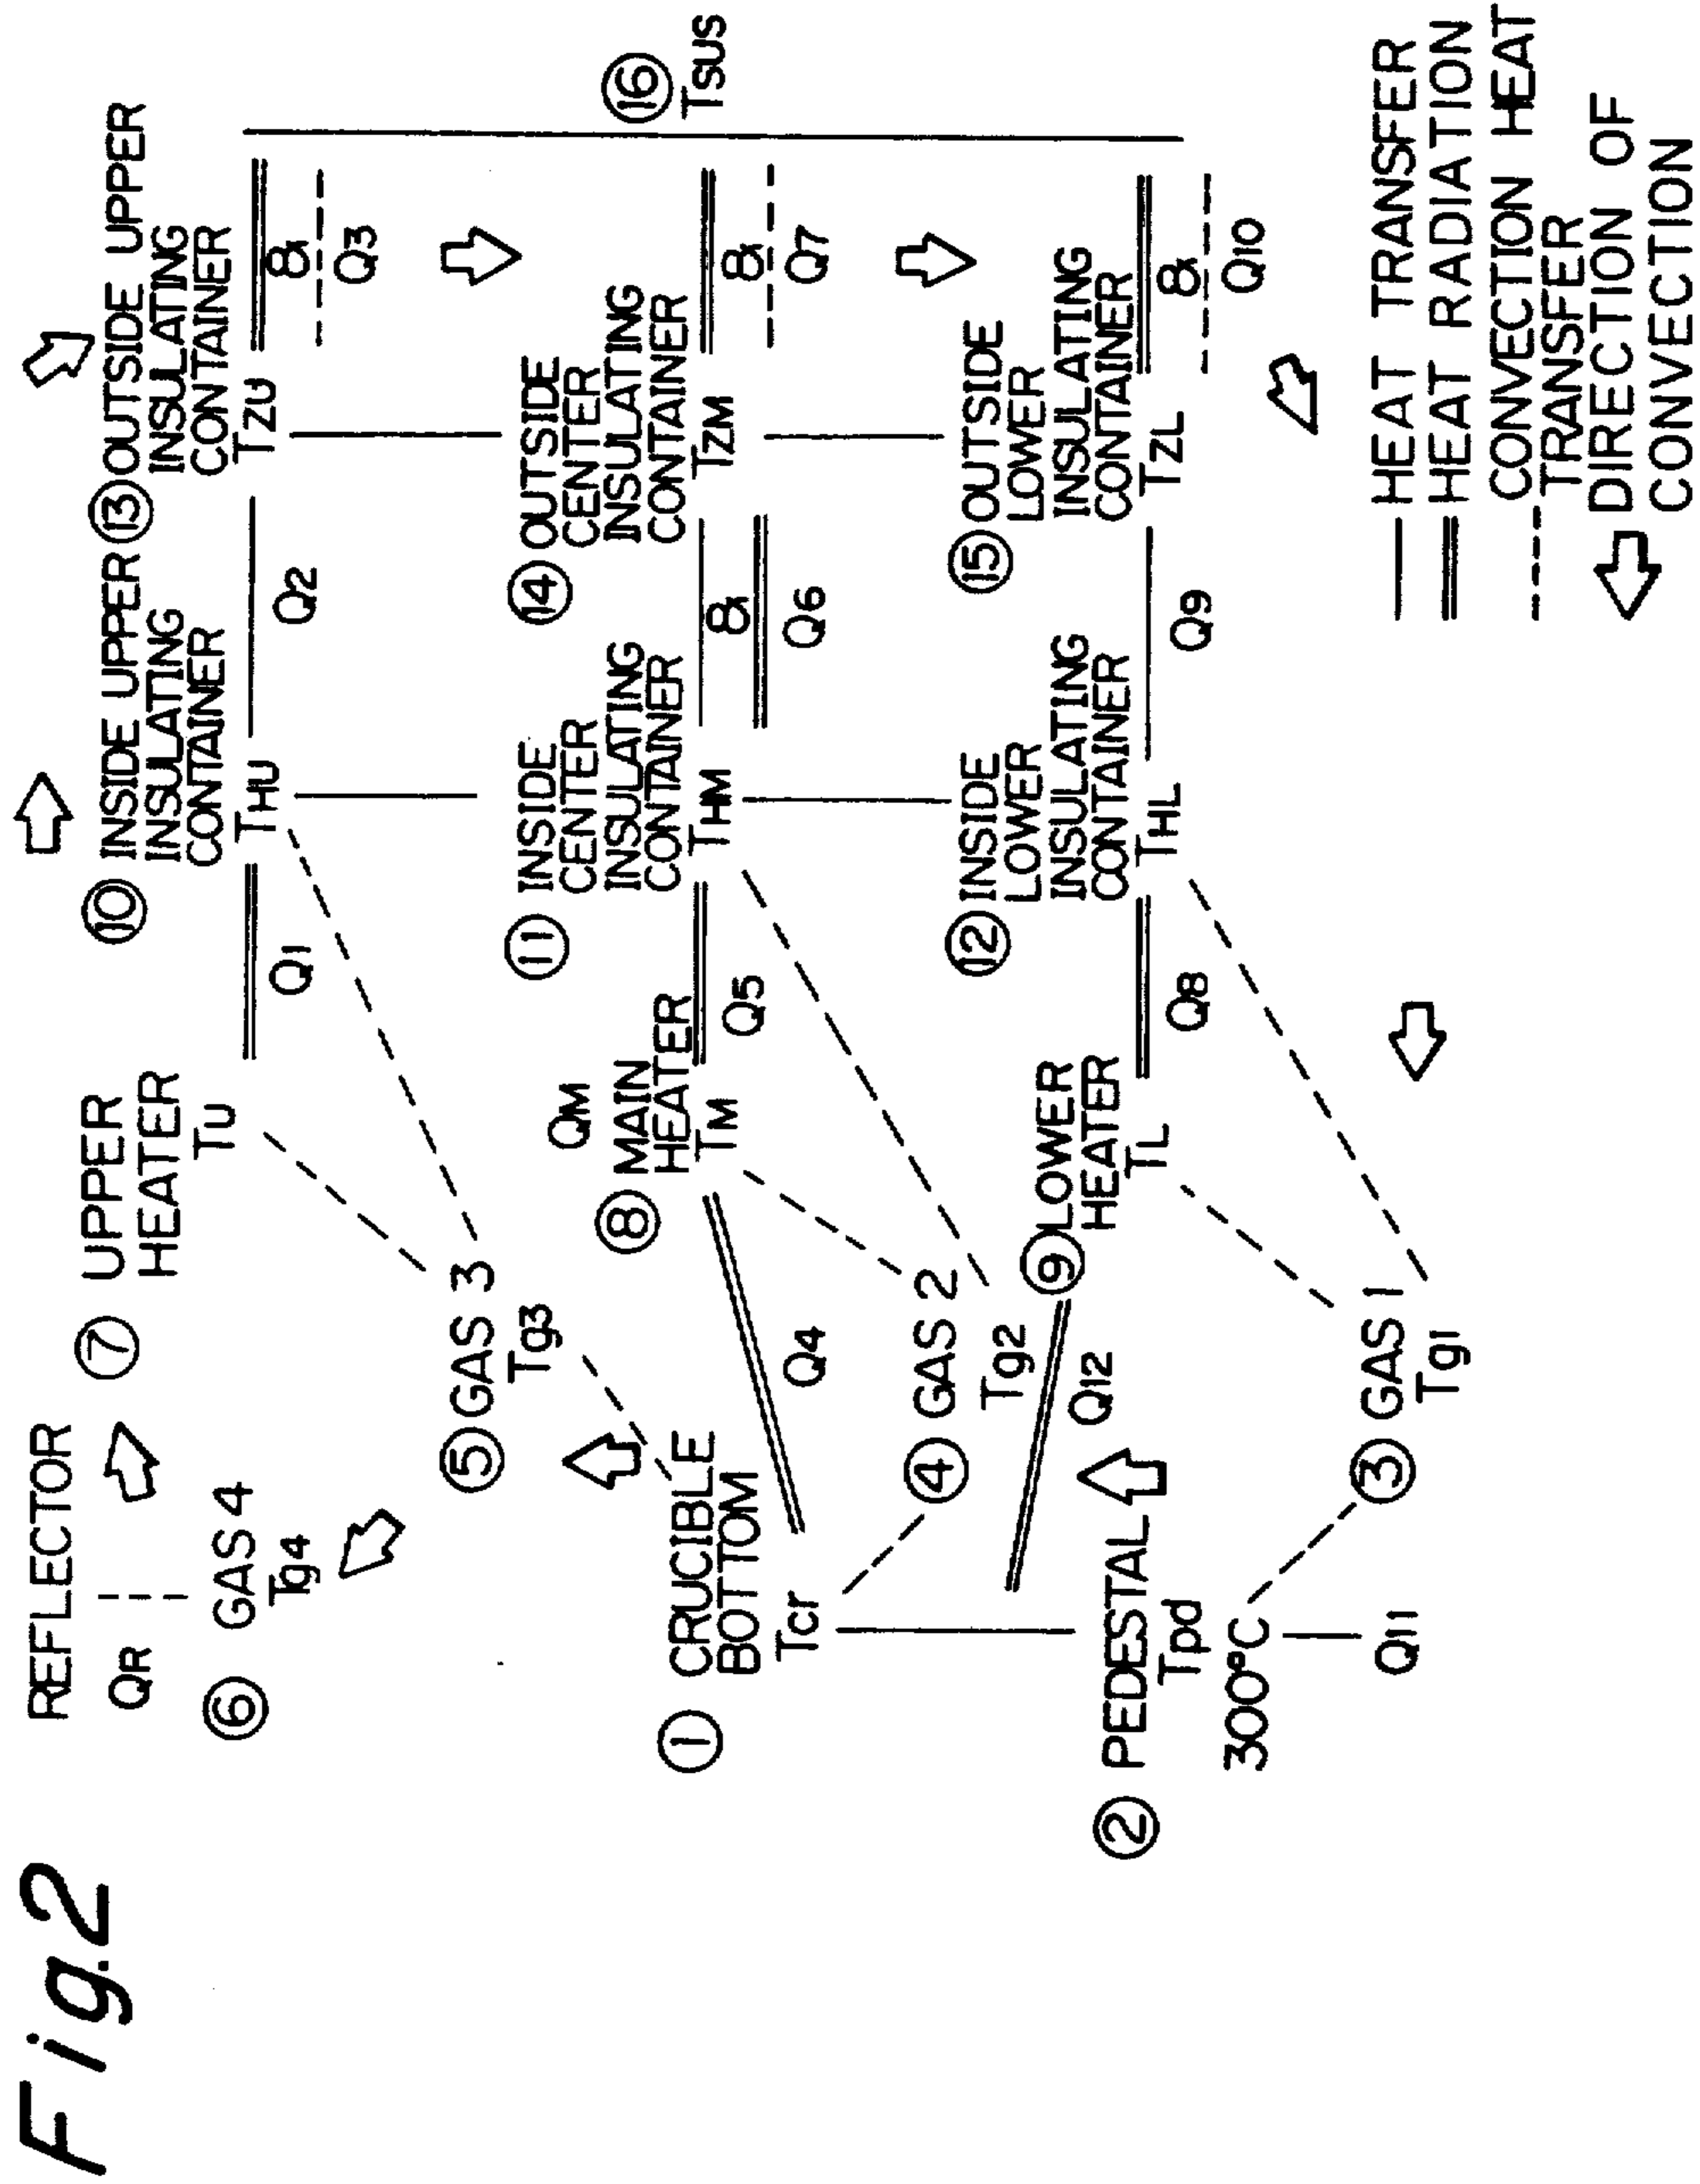 Fig.2
REFLECTOR
QR
⑥ GAS 4
Tg4
⑦ UPPER
HEATER
TU
Q1
⑩ INSIDE UPPER
INSULATING
CONTAINER
THU
Q2
⑬ OUTSIDE UPPER
INSULATING
CONTAINER
TZU
&
Q3
⑤ GAS 3
Tg3
① CRUCIBLE
BOTTOM
Tcr
Q4
QM
⑧ MAIN
HEATER
TM
Q5
⑪ INSIDE
CENTER
INSULATING
CONTAINER
THM
&
Q6
⑭ OUTSIDE
CENTER
INSULATING
CONTAINER
TZM
&
Q7
⑯
TSUS
④ GAS 2
Tg2
② PEDESTAL
Tpd
300°C
Q11
Q12
⑨ LOWER
HEATER
TL
Q8
⑫ INSIDE
LOWER
INSULATING
CONTAINER
THL
Q9
⑮ OUTSIDE
LOWER
INSULATING
CONTAINER
TZL
&
Q10
③ GAS 1
Tg1
HEAT TRANSFER
HEAT RADIATION
CONVECTION HEAT
TRANSFER
DIRECTION OF
CONVECTION